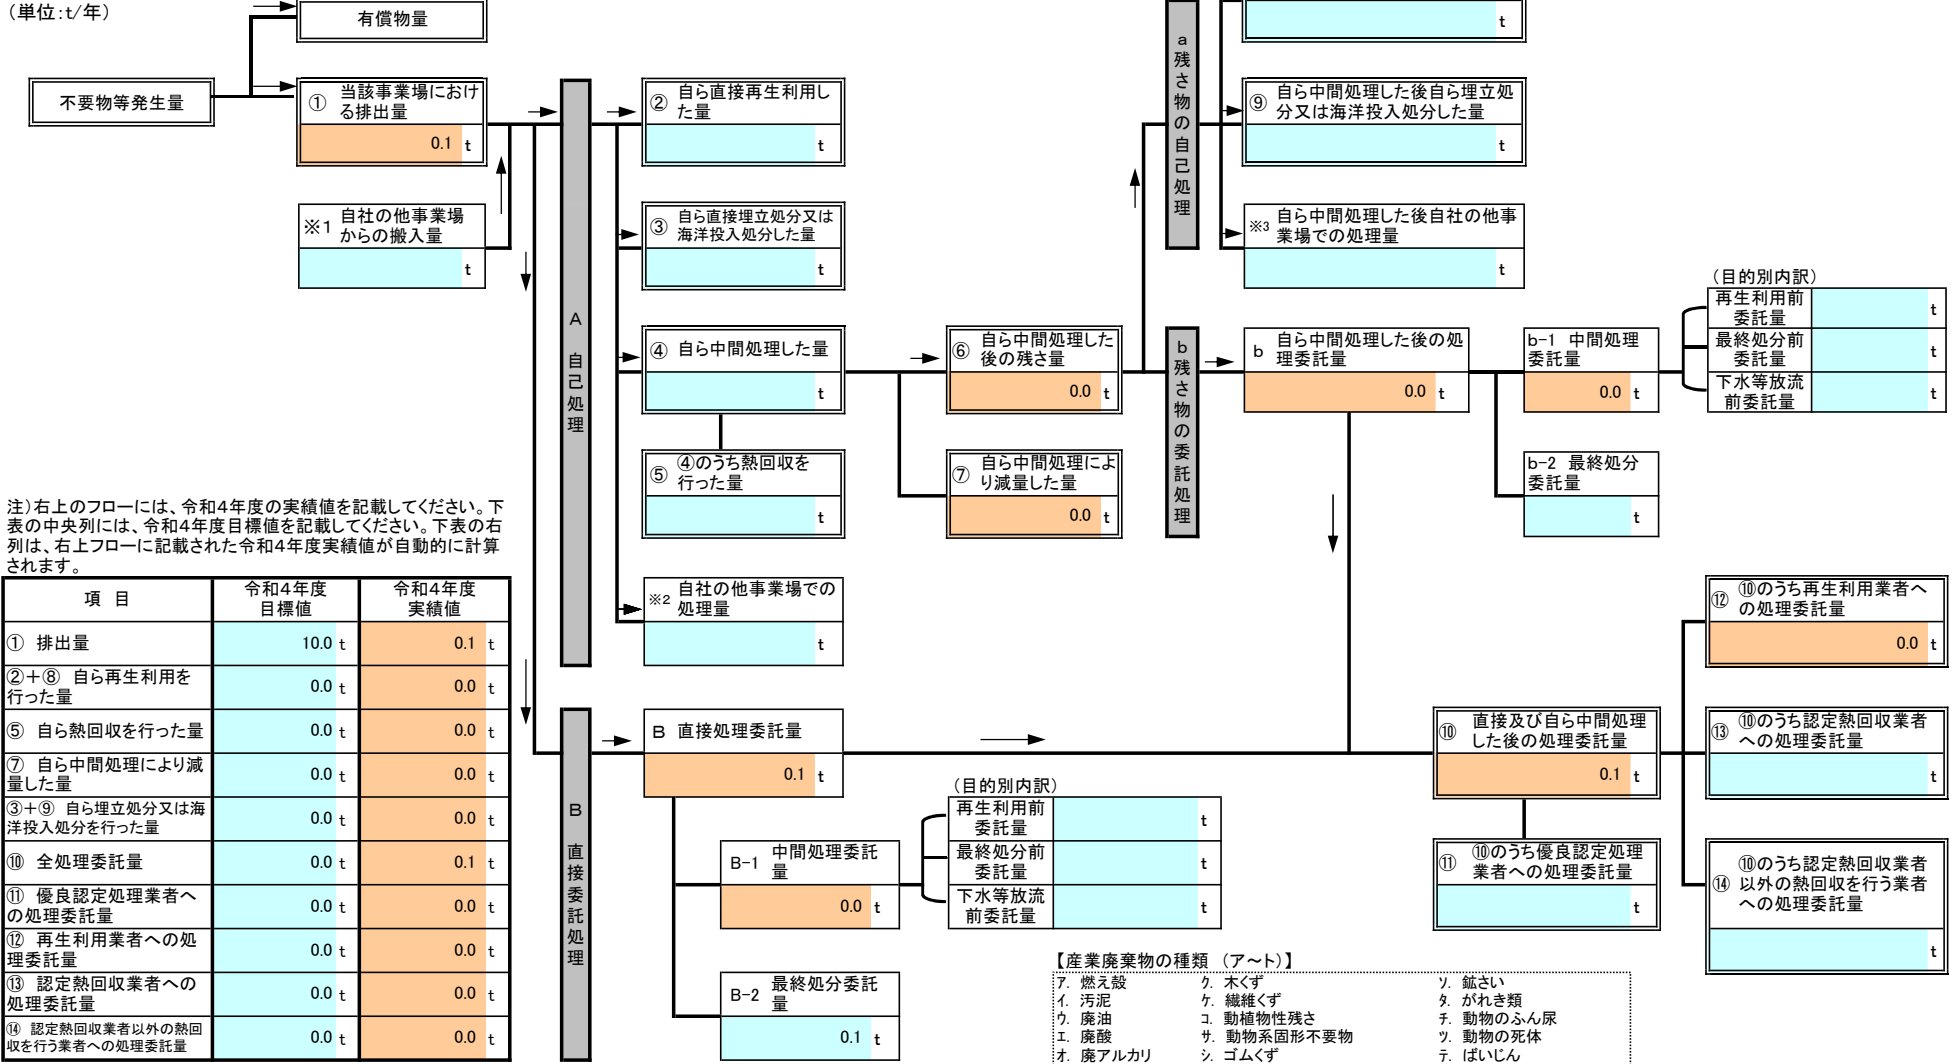 (単位:t/年)
有償物量
t
不要物等発生量
① 当該事業場におけ
る排出量
0.1 t
※1 自社の他事業場
からの搬入量
t
A 自己処理
② 自ら直接再生利用し
た量
t
③ 自ら直接埋立処分又は
海洋投入処分した量
t
④ 自ら中間処理した量
t
⑤ ④のうち熱回収を
行った量
t
※2 自社の他事業場での
処理量
t
⑥ 自ら中間処理した
後の残さ量
0.0 t
⑦ 自ら中間処理によ
り減量した量
0.0 t
a残さ物の自己処理
⑨ 自ら中間処理した後自ら埋立処
分又は海洋投入処分した量
t
※3 自ら中間処理した後自社の他事
業場での処理量
t
b残さ物の委託処理
b 自ら中間処理した後の処
理委託量
0.0 t
b-1 中間処理
委託量
0.0 t
b-2 最終処分
委託量
t
(目的別内訳)
再生利用前
委託量 t
最終処分前
委託量 t
下水等放流
前委託量 t
注)右上のフローには、令和4年度の実績値を記載してください。下
表の中央列には、令和4年度目標値を記載してください。下表の右
列は、右上フローに記載された令和4年度実績値が自動的に計算
されます。
項 目 令和4年度
目標値 令和4年度
実績値
① 排出量 10.0 t 0.1 t
②+⑧ 自ら再生利用を
行った量 0.0 t 0.0 t
⑤ 自ら熱回収を行った量 0.0 t 0.0 t
⑦ 自ら中間処理により減
量した量 0.0 t 0.0 t
③+⑨ 自ら埋立処分又は海
洋投入処分を行った量 0.0 t 0.0 t
⑩ 全処理委託量 0.0 t 0.1 t
⑪ 優良認定処理業者へ
の処理委託量 0.0 t 0.0 t
⑫ 再生利用業者への処
理委託量 0.0 t 0.0 t
⑬ 認定熱回収業者への
処理委託量 0.0 t 0.0 t
⑭ 認定熱回収業者以外の熱回
収を行う業者への処理委託量 0.0 t 0.0 t
B 直接委託処理
B 直接処理委託量
0.1 t
B-1 中間処理委託
量
0.0 t
B-2 最終処分委託
量
0.1 t
(目的別内訳)
再生利用前
委託量 t
最終処分前
委託量 t
下水等放流
前委託量 t
⑩ 直接及び自ら中間処理
した後の処理委託量
0.1 t
⑪ ⑩のうち優良認定処理
業者への処理委託量
t
⑫ ⑩のうち再生利用業者へ
の処理委託量
0.0 t
⑬ ⑩のうち認定熱回収業者
への処理委託量
t
⑭ ⑩のうち認定熱回収業者
以外の熱回収を行う業者
への処理委託量
t
【産業廃棄物の種類 (ア~ト)】
ア. 燃え殻 ク. 木くず ソ. 鉱さい
イ. 汚泥 ケ. 繊維くず タ. がれき類
ウ. 廃油 コ. 動植物性残さ チ. 動物のふん尿
エ. 廃酸 サ. 動物系固形不要物 ツ. 動物の死体
オ. 廃アルカリ シ. ゴムくず テ. ばいじん